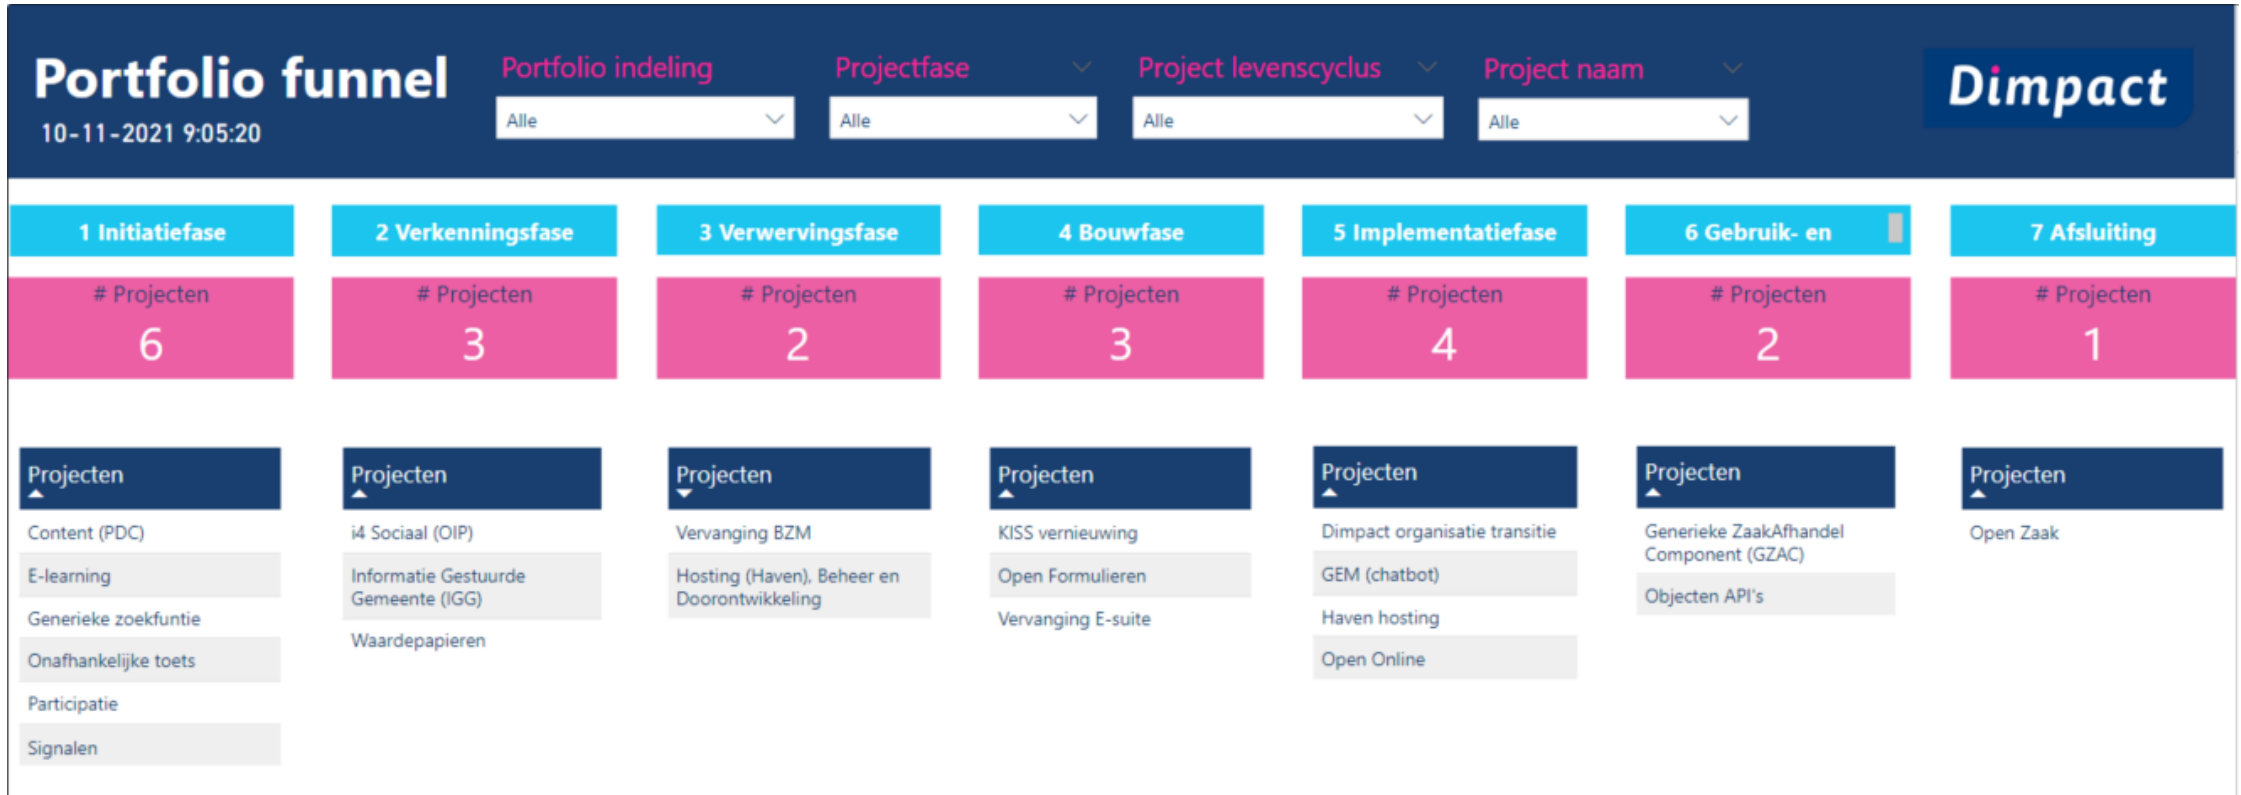 Portfolio funnel
10-11-2021 9:05:20
Portfolio indeling
Alle
Projectfase
Alle
Project levenscyclus
Alle
Project naam
Alle
Dimpact
1 Initiatiefase
2 Verkenningsfase
3 Verwervingsfase
4 Bouwfase
5 Implementatiefase
6 Gebruik- en
7 Afsluiting
# Projecten
6
# Projecten
3
# Projecten
2
# Projecten
3
# Projecten
4
# Projecten
2
# Projecten
1
Projecten
Content (PDC)
E-learning
Generieke zoekfuntie
Onafhankelijke toets
Participatie
Signalen
Projecten
i4 Sociaal (OIP)
Informatie Gestuurde
Gemeente (IGG)
Waardepapieren
Projecten
Vervanging BZM
Hosting (Haven), Beheer en
Doorontwikkeling
Projecten
KISS vernieuwing
Open Formulieren
Vervanging E-suite
Projecten
Dimpact organisatie transitie
GEM (chatbot)
Haven hosting
Open Online
Projecten
Generieke ZaakAfhandel
Component (GZAC)
Objecten API's
Projecten
Open Zaak